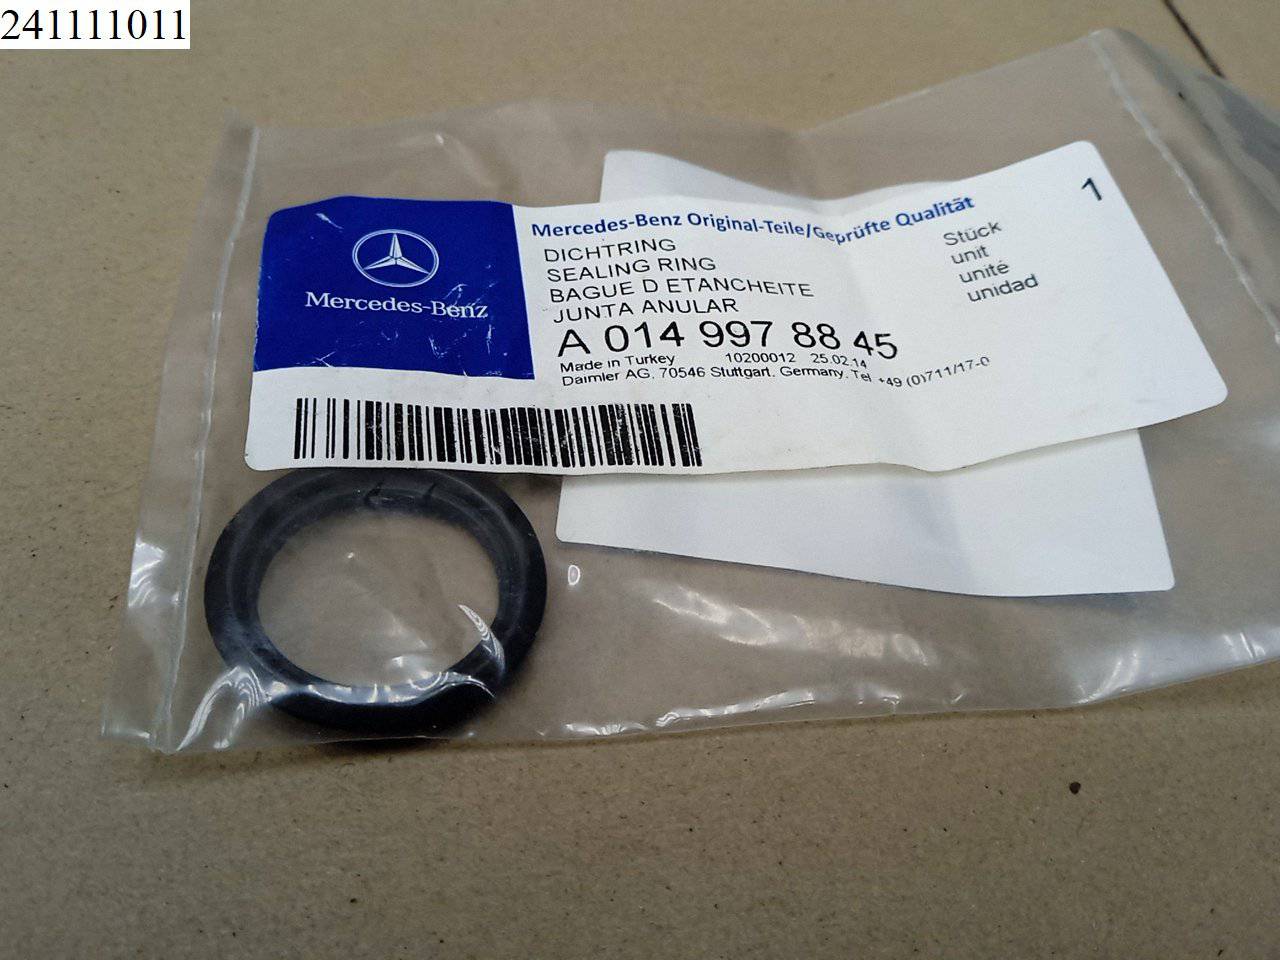 241111011
Mercedes-Benz
Mercedes-Benz Original-Teile/Geprüfte Qualität
DICHTRING
SEALING RING
BAGUE D ETANCHEITE
JUNTA ANULAR
Stück
unit
unité
unidad
1
A 014 997 88 45
Made in Turkey 10200012 25.02.14
Daimler AG, 70546 Stuttgart, Germany, Tel +49 (0)711/17-0